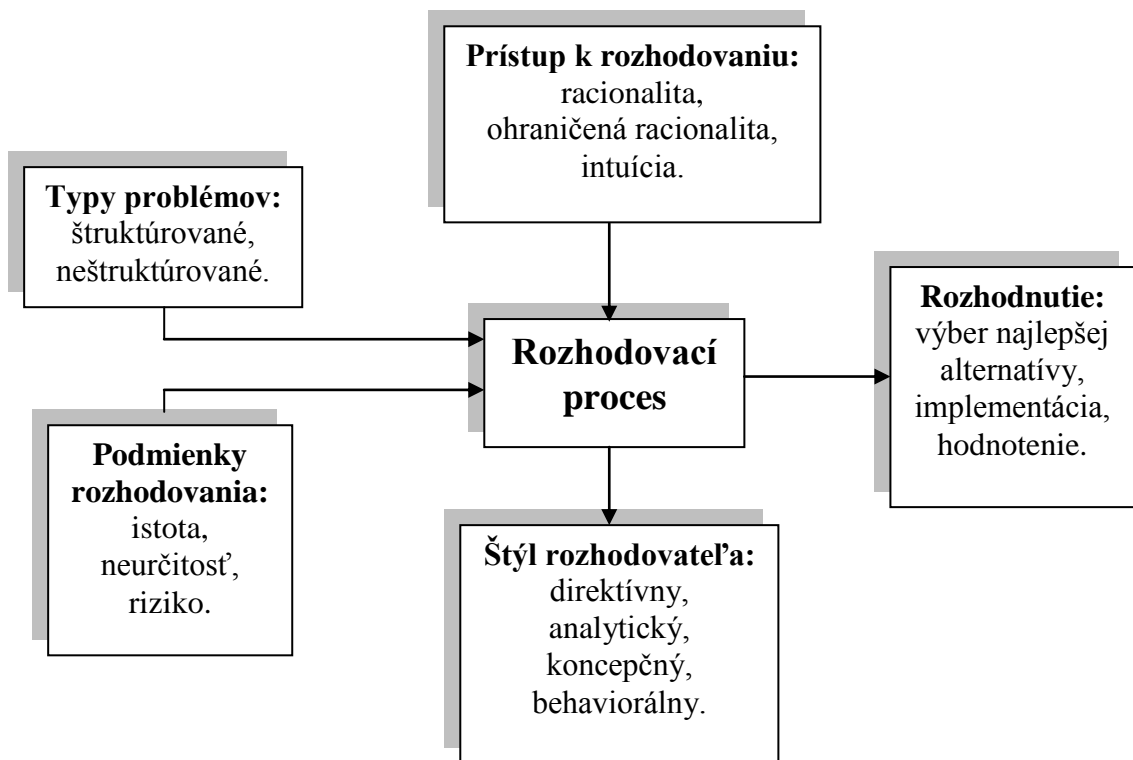 Prístup k rozhodovaniu:
racionalita,
ohraničená racionalita,
intuícia.
Typy problémov:
štruktúrované,
neštruktúrované.
Rozhodovací
proces
Rozhodnutie:
výber najlepšej
alternatívy,
implementácia,
hodnotenie.
Podmienky
rozhodovania:
istota,
neurčitosť,
riziko.
Štýl rozhodovateľa:
direktívny,
analytický,
koncepčný,
behaviorálny.